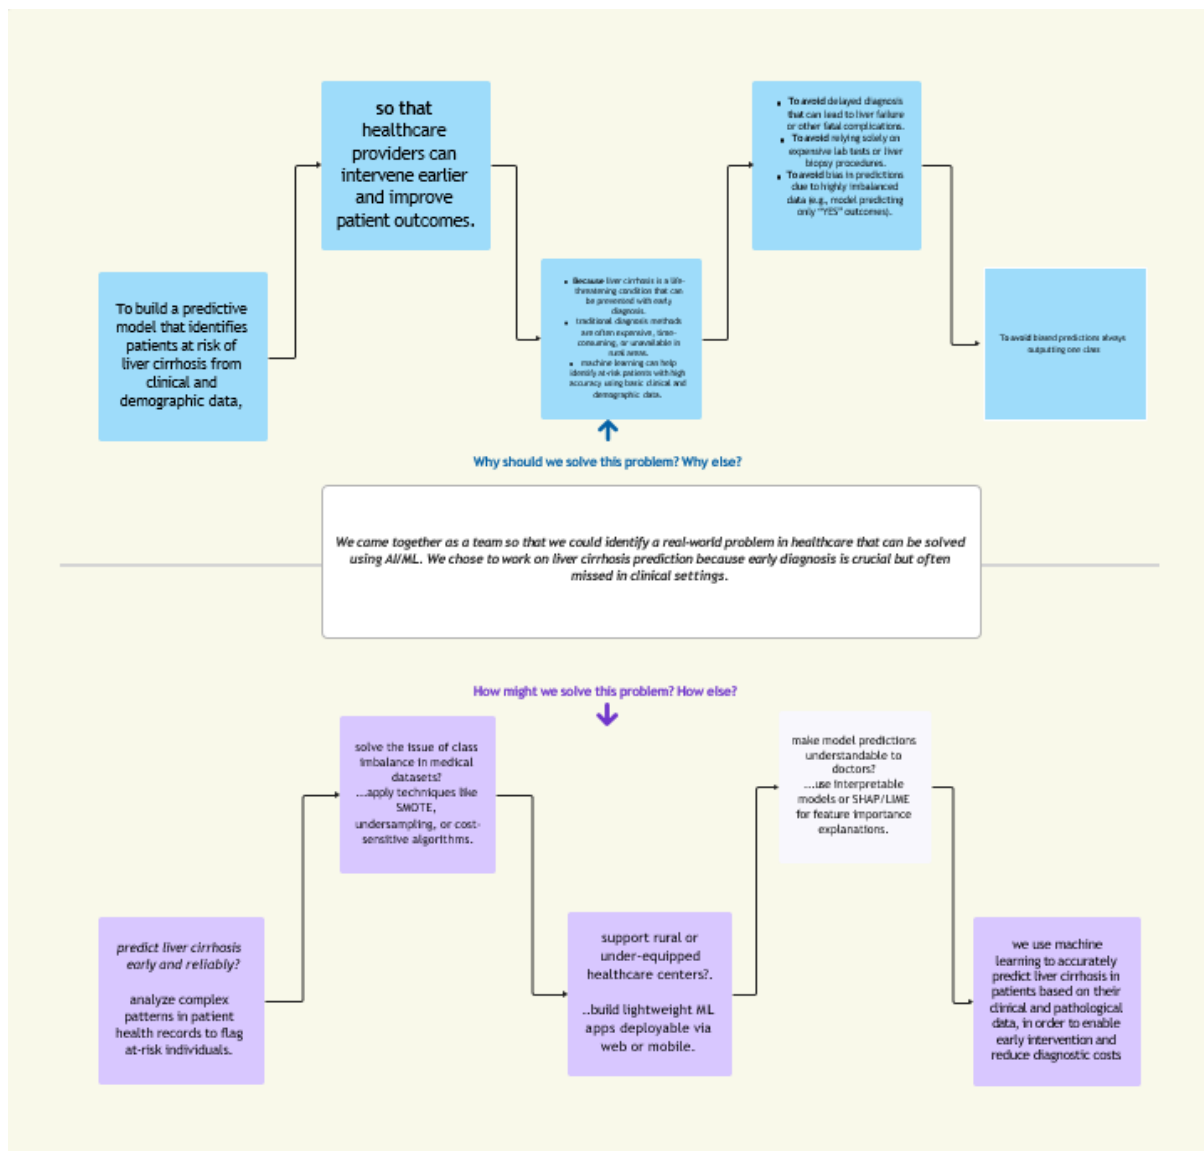 so that
healthcare
providers can
intervene earlier
and improve
patient outcomes.
• To avoid delayed diagnosis
that can lead to liver failure
or other fatal complications.
• To avoid relying solely on
expensive lab tests or liver
biopsy procedures.
• To avoid bias in predictions
due to highly imbalanced
data (e.g., model predicting
only "YES" outcomes).
To build a predictive
model that identifies
patients at risk of
liver cirrhosis from
clinical and
demographic data,
• Because liver cirrhosis is a life-
threatening condition that can
be prevented with early
diagnosis.
• traditional diagnosis methods
are often expensive, time-
consuming, or unavailable in
rural areas.
• machine learning can help
identify at-risk patients with high
accuracy using basic clinical and
demographic data.
To avoid biased predictions always
outputting one class
Why should we solve this problem? Why else?
We came together as a team so that we could identify a real-world problem in healthcare that can be solved
using AI/ML. We chose to work on liver cirrhosis prediction because early diagnosis is crucial but often
missed in clinical settings.
How might we solve this problem? How else?
solve the issue of class
imbalance in medical
datasets?
...apply techniques like
SMOTE,
undersampling, or cost-
sensitive algorithms.
make model predictions
understandable to
doctors?
....use interpretable
models or SHAP/LIME
for feature importance
explanations.
predict liver cirrhosis
early and reliably?
analyze complex
patterns in patient
health records to flag
at-risk individuals.
support rural or
under-equipped
healthcare centers?.
..build lightweight ML
apps deployable via
web or mobile.
we use machine
learning to accurately
predict liver cirrhosis in
patients based on their
clinical and pathological
data, in order to enable
early intervention and
reduce diagnostic costs